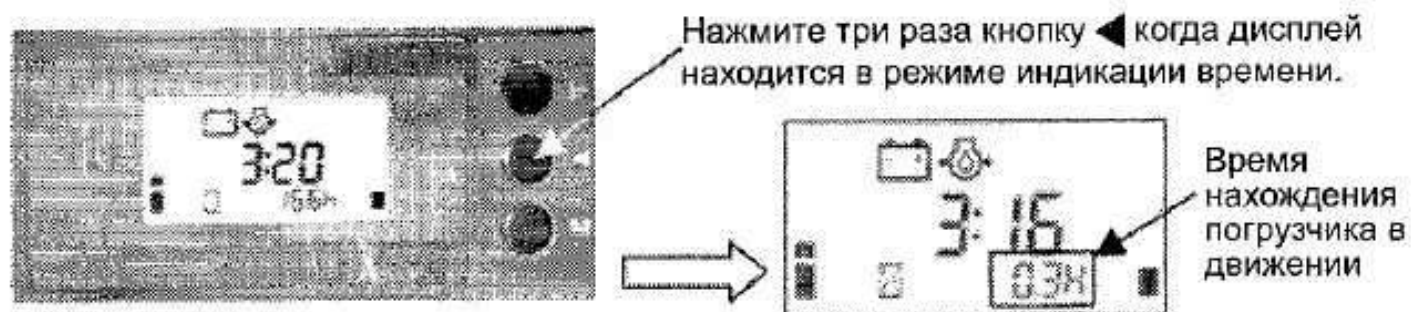 Нажмите три раза кнопку ◀ когда дисплей
находится в режиме индикации времени.
3:20
166H
3:16
03H
Время
нахождения
погрузчика в
движении